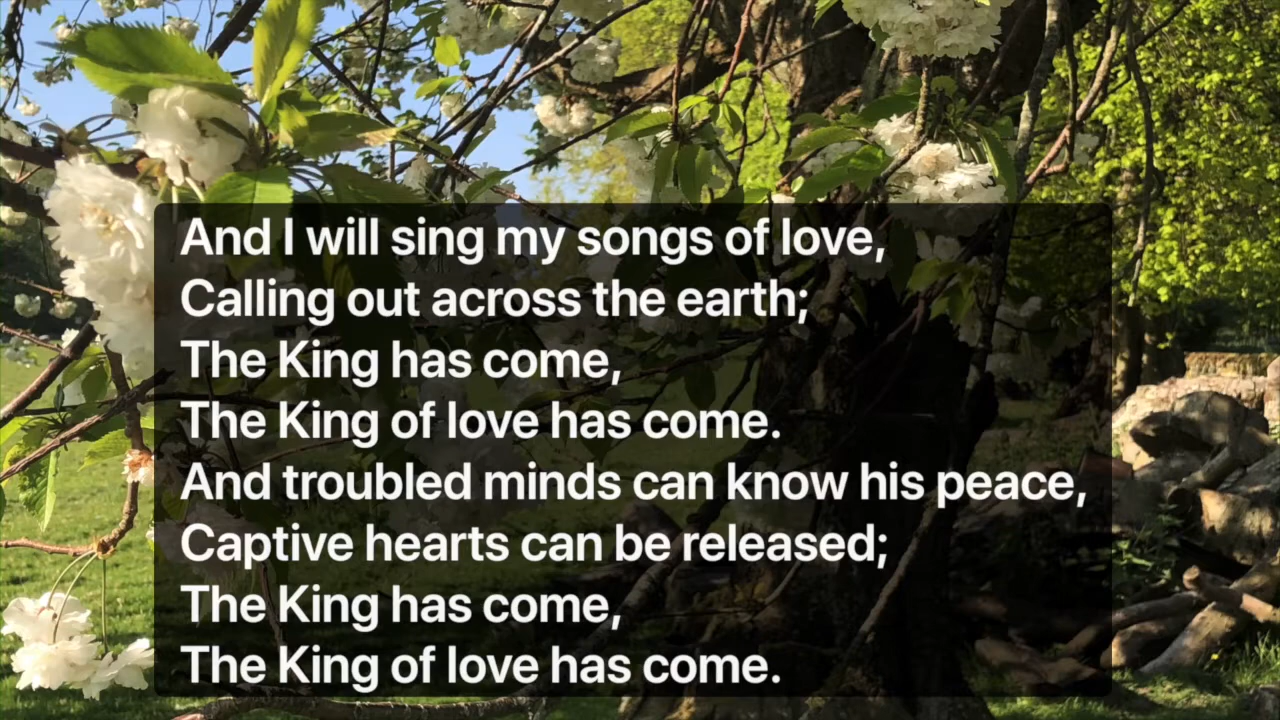 And I will sing my songs of love,
Calling out across the earth;
The King has come,
The King of love has come.
And troubled minds can know his peace,
Captive hearts can be released;
The King has come,
The King of love has come.